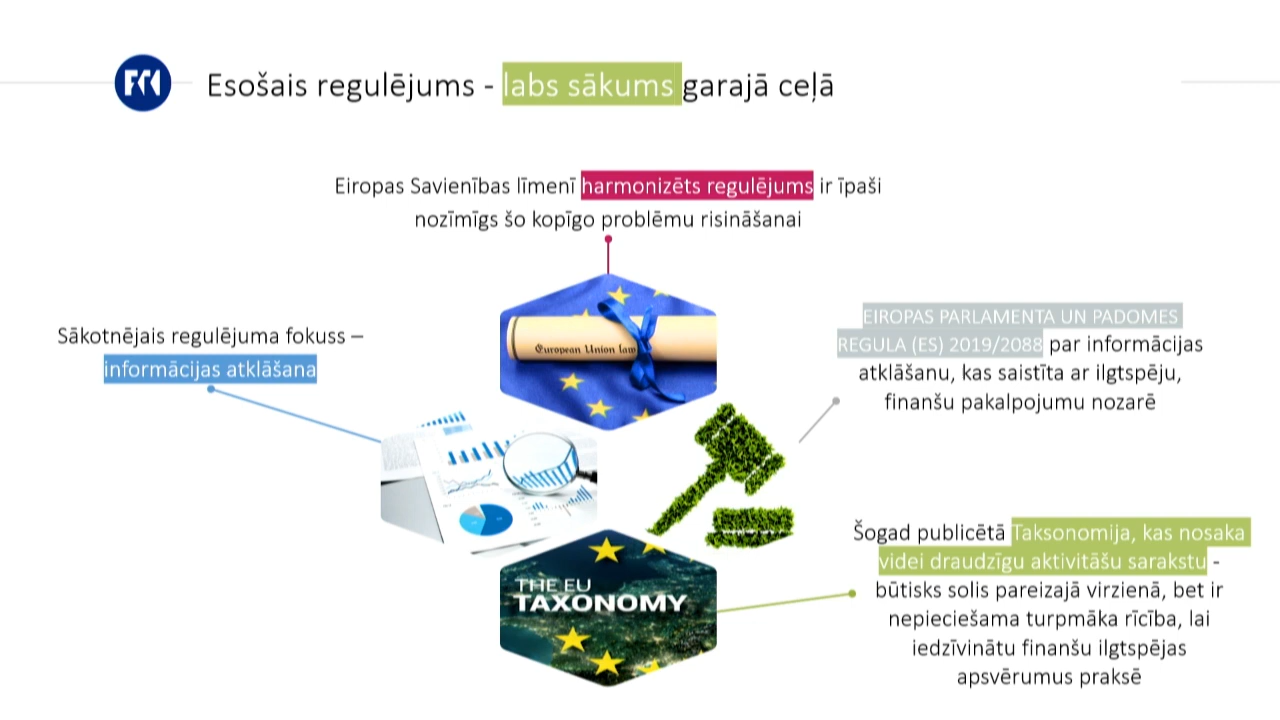 Esošais regulējums - labs sākums garajā ceļā
Eiropas Savienības līmenī harmonizēts regulējums ir īpaši
nozīmīgs šo kopīgo problēmu risināšanai
Sākotnējais regulējuma fokuss –
informācijas atklāšana
European Union law
EIROPAS PARLAMENTA UN PADOMES
REGULA (ES) 2019/2088 par informācijas
atklāšanu, kas saistīta ar ilgtspēju,
finanšu pakalpojumu nozarē
THE EU
TAXONOMY
Šogad publicētā Taksonomija, kas nosaka
videi draudzīgu aktivitāšu sarakstu -
būtisks solis pareizajā virzienā, bet ir
nepieciešama turpmāka rīcība, lai
iedzīvinātu finanšu ilgtspējas
apsvērumus praksē